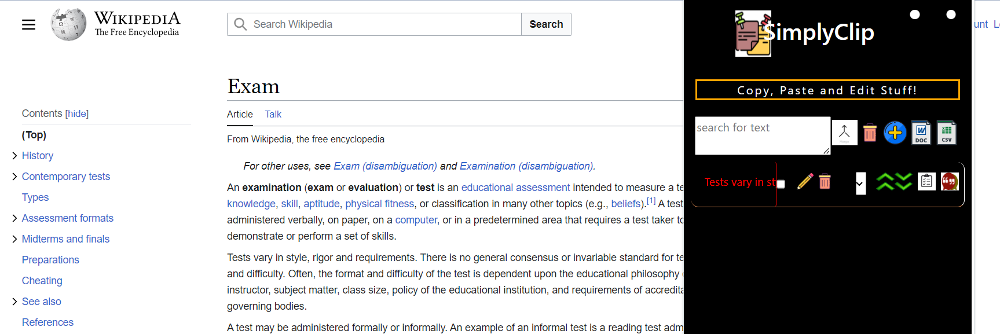 WIKIPEDIA
The Free Encyclopedia
Search Wikipedia
Search
Contents [hide]
(Top)
History
Contemporary tests
Types
Assessment formats
Midterms and finals
Preparations
Cheating
See also
References
Exam
Article Talk
From Wikipedia, the free encyclopedia
For other uses, see Exam (disambiguation) and Examination (disambiguation).
An examination (exam or evaluation) or test is an educational assessment intended to measure a te
knowledge, skill, aptitude, physical fitness, or classification in many other topics (e.g., beliefs).[1] A test
administered verbally, on paper, on a computer, or in a predetermined area that requires a test taker to
demonstrate or perform a set of skills.
Tests vary in style, rigor and requirements. There is no general consensus or invariable standard for te
and difficulty. Often, the format and difficulty of the test is dependent upon the educational philosophy
instructor, subject matter, class size, policy of the educational institution, and requirements of accredita
governing bodies.
A test may be administered formally or informally. An example of an informal test is a reading test adm
SimplyClip
Copy, Paste and Edit Stuff!
search for text
Merge
DOC
CSV
Tests vary in st
unt